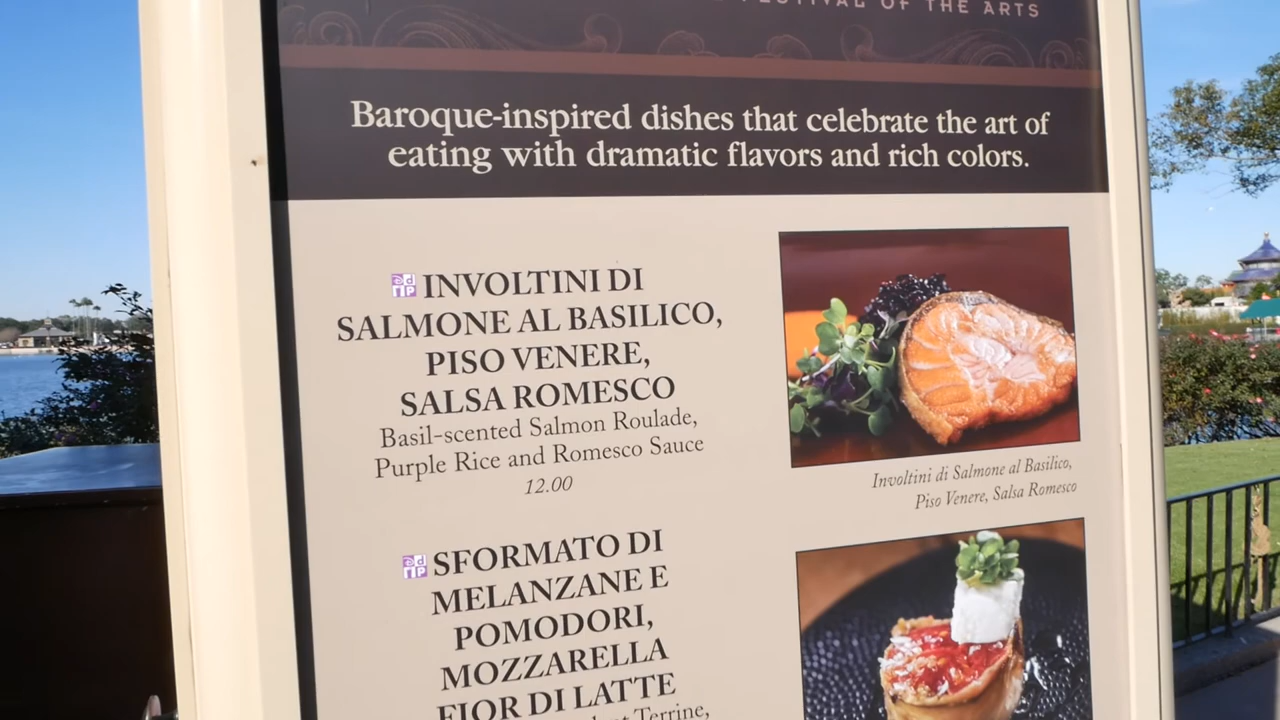 FESTIVAL OF THE ARTS
Baroque-inspired dishes that celebrate the art of
eating with dramatic flavors and rich colors.
INVOLTINI DI
SALMONE AL BASILICO,
PISO VENERE,
SALSA ROMESCO
Basil-scented Salmon Roulade,
Purple Rice and Romesco Sauce
12.00
Involtini di Salmone al Basilico,
Piso Venere, Salsa Romesco
SFORMATO DI
MELANZANE E
POMODORI,
MOZZARELLA
FIOR DI LATTE
Terrine,